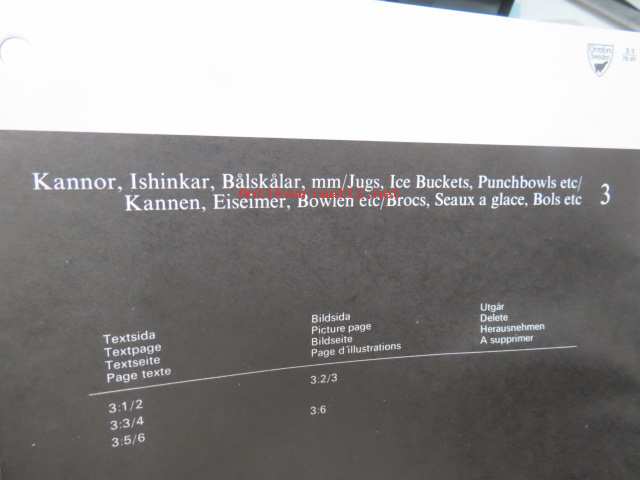 Orrefors
Sweden
Kannor, Ishinkar, Bålskålar, mm/Jugs, Ice Buckets, Punchbowls etc/
Kannen, Eiseimer, Bowlen etc/Brocs, Seaux a glace, Bols etc
3
Textsida
Textpage
Textseite
Page texte
Bildsida
Picture page
Bildseite
Page d'illustrations
Utgår
Delete
Herausnehmen
A supprimer
3:1/2
3:2/3
3:3/4
3:5/6
3:6